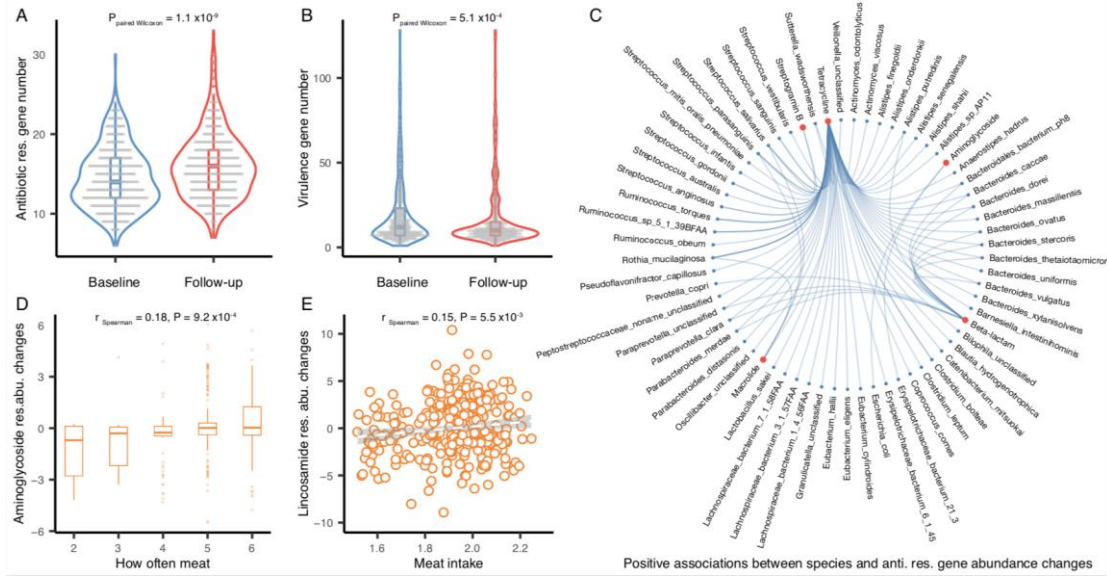 A
P paired Wilcoxon = 1.1 x10-9
Antibiotic res. gene number
30
20
10
Baseline
Follow-up
B
P paired Wilcoxon = 5.1 x10-4
Virulence gene number
100
50
0
Baseline
Follow-up
C
Tetracycline
Veillonella_unclassified
Actinomyces_odontolyticus
Actinomyces_viscosus
Alistipes_finegoldii
Alistipes_onderdonkii
Alistipes_putredinis
Alistipes_senegalensis
Alistipes_shahii
Alistipes_sp_AP11
Aminoglycoside
Anaerostipes_hadrus
Bacteroidales_bacterium_ph8
Bacteroides_caccae
Bacteroides_dorei
Bacteroides_massiliensis
Bacteroides_ovatus
Bacteroides_stercoris
Bacteroides_thetaiotaomicron
Bacteroides_uniformis
Bacteroides_vulgatus
Bacteroides_xylanisolvens
Barnesiella_intestinihominis
Beta-lactam
Bilophila_unclassified
Blautia_hydrogenotrophica
Catenibacterium_mitsuokai
Clostridium_bolteae
Clostridium_leptum
Coprococcus_comes
Erysipelotrichaceae_bacterium_21_3
Erysipelotrichaceae_bacterium_6_1_45
Escherichia_coli
Eubacterium_cylindroides
Eubacterium_eligens
Eubacterium_hallii
Granulicatella_unclassified
Lachnospiraceae_bacterium_1_4_56FAA
Lachnospiraceae_bacterium_3_1_57FAA
Lachnospiraceae_bacterium_7_1_58FAA
Lactobacillus_sakei
Macrolide
Oscillibacter_unclassified
Parabacteroides_distasonis
Parabacteroides_merdae
Paraprevotella_clara
Paraprevotella_unclassified
Peptostreptococcaceae_noname_unclassified
Prevotella_copri
Pseudoflavonifractor_capillosus
Rothia_mucilaginosa
Ruminococcus_obeum
Ruminococcus_sp_5_1_39BFAA
Ruminococcus_torques
Streptococcus_anginosus
Streptococcus_australis
Streptococcus_gordonii
Streptococcus_infantis
Streptococcus_mitis_oralis_pneumoniae
Streptococcus_parasanguinis
Streptococcus_salivarius
Streptococcus_sanguinis
Streptococcus_vestibularis
Streptogramin B
Sutterella_wadsworthensis
Positive associations between species and anti. res. gene abundance changes
D
r Spearman = 0.18, P = 9.2 x10-4
Aminoglycoside res.abu. changes
6
3
0
−3
−6
2 3 4 5 6
How often meat
E
r Spearman = 0.15, P = 5.5 x10-3
Lincosamide res. abu. changes
10
5
0
−5
−10
1.6 1.8 2.0 2.2
Meat intake